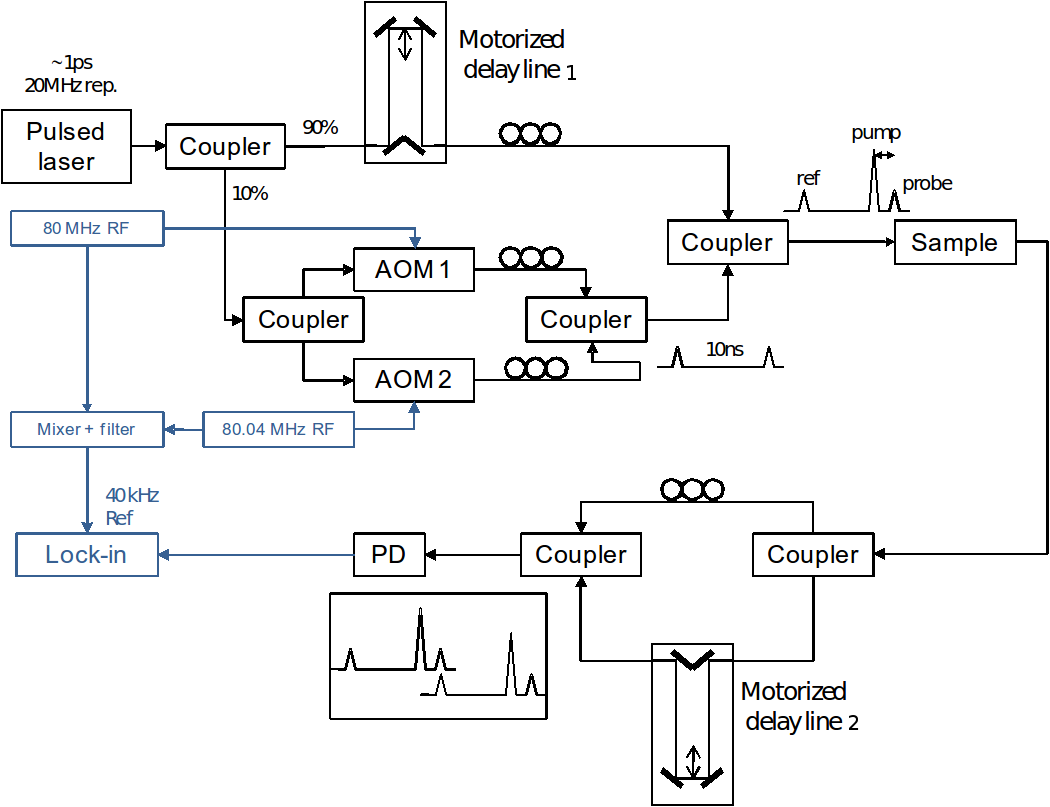 ~1ps
20MHz rep.
Pulsed
laser
Coupler
90%
10%
Motorized
delay line 1
80 MHz RF
AOM 1
Coupler
AOM 2
Coupler
10ns
Coupler
ref
pump
probe
Sample
Mixer + filter
80.04 MHz RF
40 kHz
Ref
Lock-in
PD
Coupler
Coupler
Motorized
delay line 2